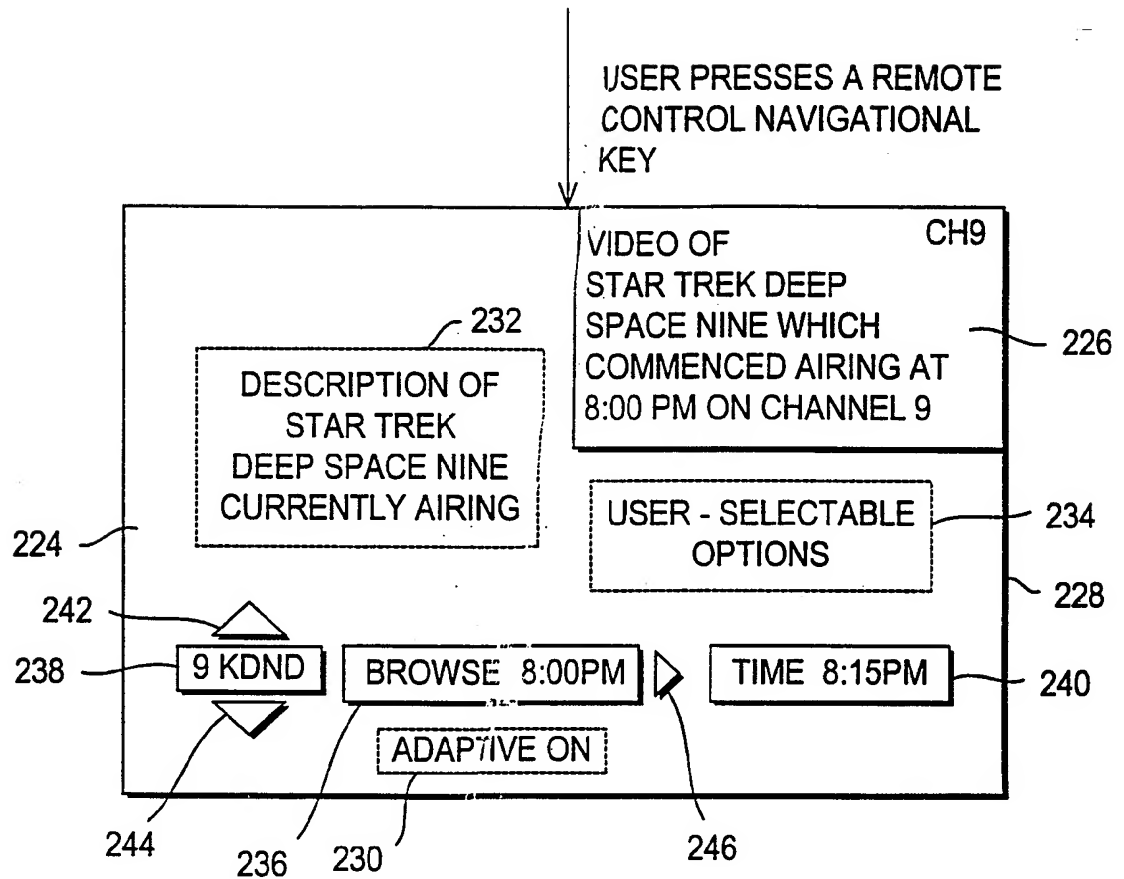 USER PRESSES A REMOTE
CONTROL NAVIGATIONAL
KEY
CH9
VIDEO OF
STAR TREK DEEP
SPACE NINE WHICH
COMMENCED AIRING AT
8:00 PM ON CHANNEL 9
232
226
DESCRIPTION OF
STAR TREK
DEEP SPACE NINE
CURRENTLY AIRING
USER - SELECTABLE
OPTIONS
234
224
228
242
238
9 KDND
BROWSE 8:00PM
TIME 8:15PM
240
ADAPTIVE ON
244
236
230
246